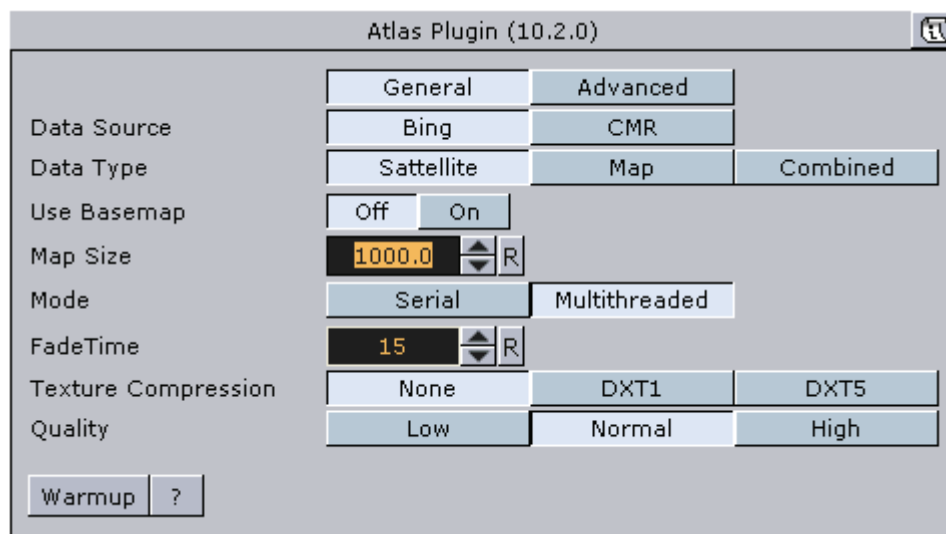 Atlas Plugin (10.2.0)
General Advanced
Data Source Bing CMR
Data Type Sattellite Map Combined
Use Basemap Off On
Map Size 1000.0 R
Mode Serial Multithreaded
FadeTime 15 R
Texture Compression None DXT1 DXT5
Quality Low Normal High
Warmup ?